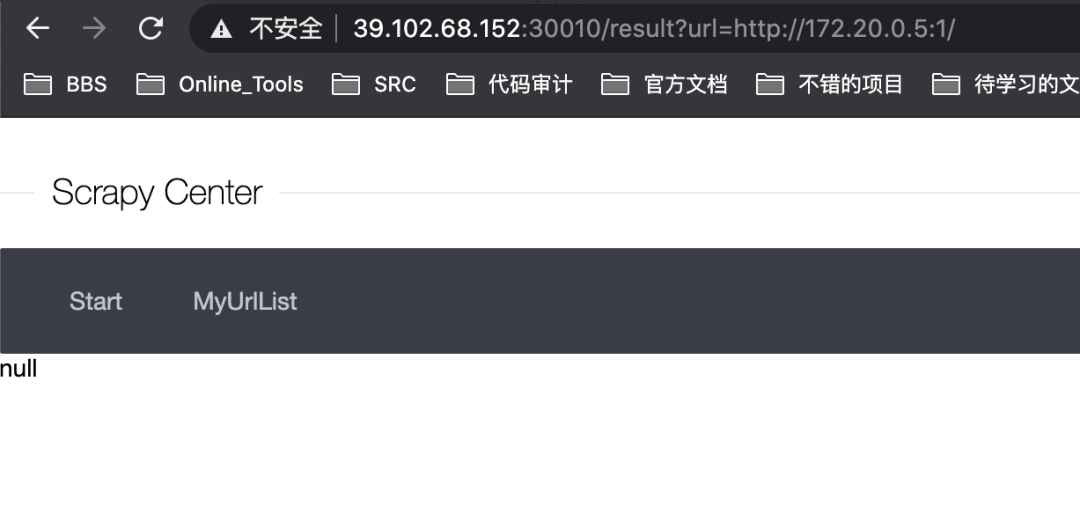 不安全 39.102.68.152:30010/result?url=http://172.20.0.5:1/
BBS Online_Tools SRC 代码审计 官方文档 不错的项目 待学习的文
Scrapy Center
Start MyUrlList
null